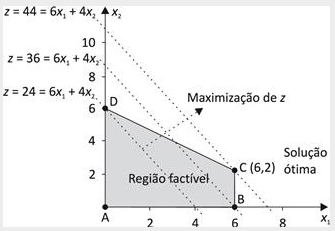 z = 44 = 6x₁ + 4x₂
x₂
10
z = 36 = 6x₁ + 4x₂
8
z = 24 = 6x₁ + 4x₂
Maximização de z
6
D
4
C (6,2)
Solução
ótima
2
Região factível
B
x₁
A
2
4
6
8